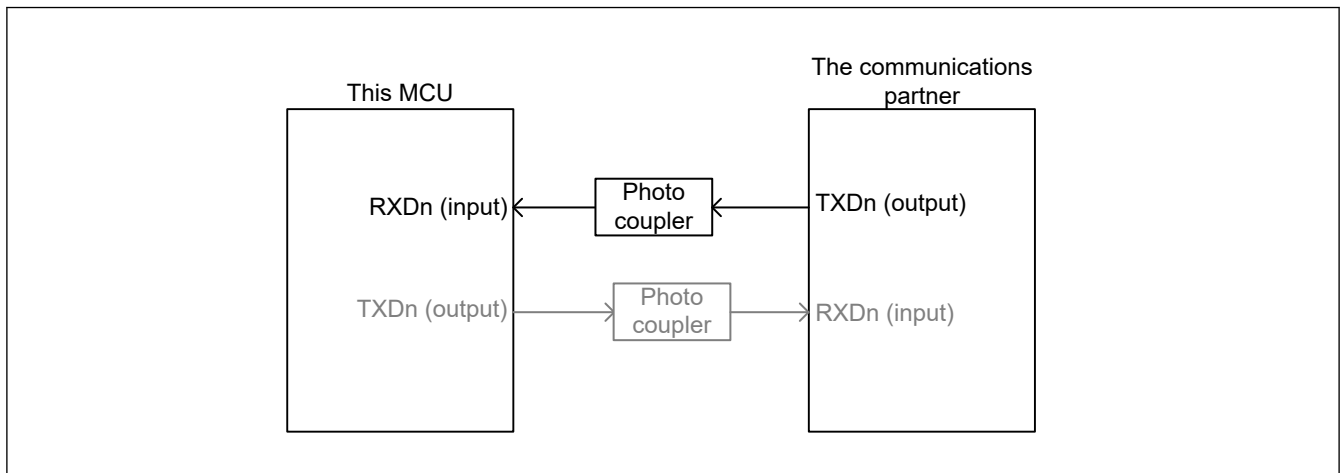 The communications
partner
This MCU
RXDn (input)
Photo
coupler
TXDn (output)
TXDn (output)
Photo
coupler
RXDn (input)